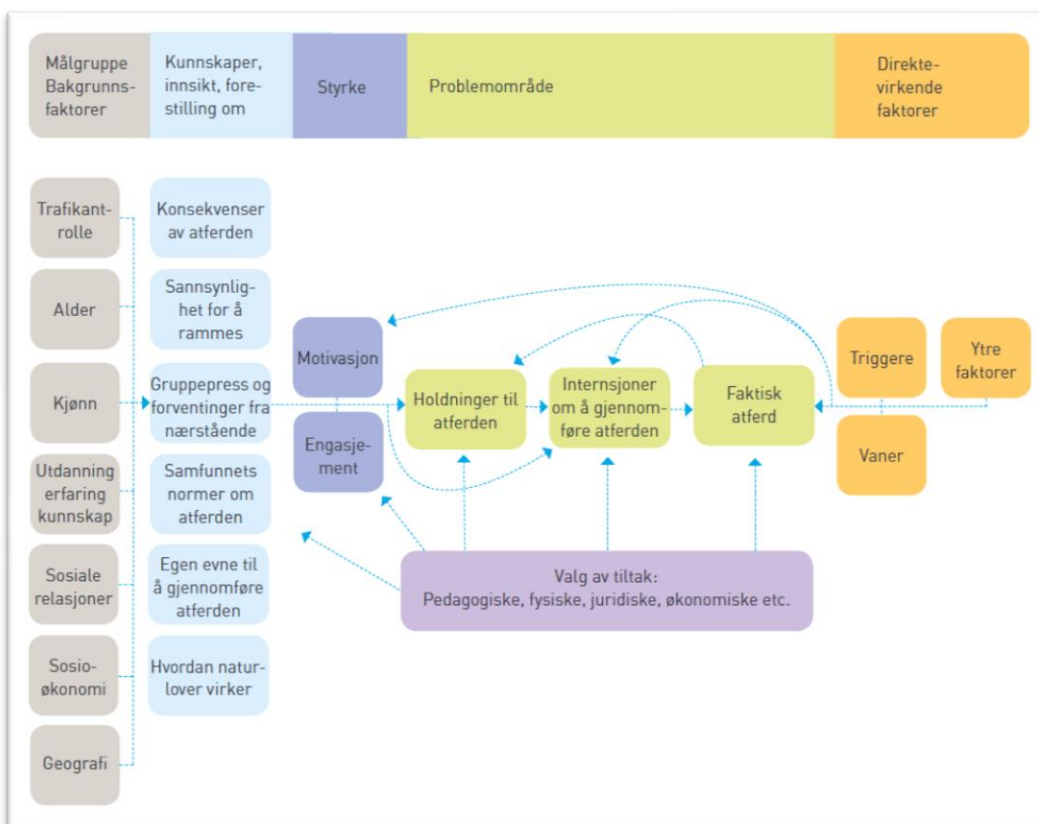 Målgruppe
Bakgrunns-
faktorer
Kunnskaper,
innsikt, fore-
stilling om
Styrke
Problemområde
Direkte-
virkende
faktorer
Trafikant-
rolle
Alder
Kjønn
Utdanning
erfaring
kunnskap
Sosiale
relasjoner
Sosio-
økonomi
Geografi
Konsekvenser
av atferden
Sannsynlig-
het for å
rammes
Gruppepress og
forventinger fra
nærstående
Samfunnets
normer om
atferden
Egen evne til
å gjennomføre
atferden
Hvordan natur-
lover virker
Motivasjon
Engasje-
ment
Holdninger til
atferden
Internsjoner
om å gjennom-
føre atferden
Faktisk
atferd
Triggere
Vaner
Ytre
faktorer
Valg av tiltak:
Pedagogiske, fysiske, juridiske, økonomiske etc.